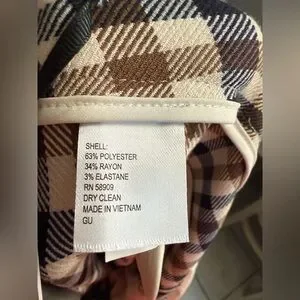 SHELL:
63% POLYESTER
34% RAYON
3% ELASTANE
RN 58909
DRY CLEAN
MADE IN VIETNAM
GU